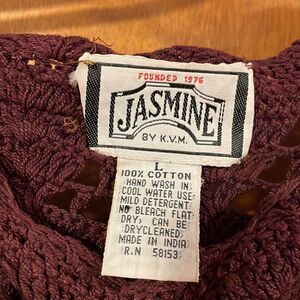 FOUNDED 1976
JASMINE
BY K.V.M.
L
100% COTTON
HAND WASH IN
COOL WATER USE
MILD DETERGENT
NO BLEACH FLAT
DRY; CAN BE
DRYCLEANED
MADE IN INDIA
R.N 58153